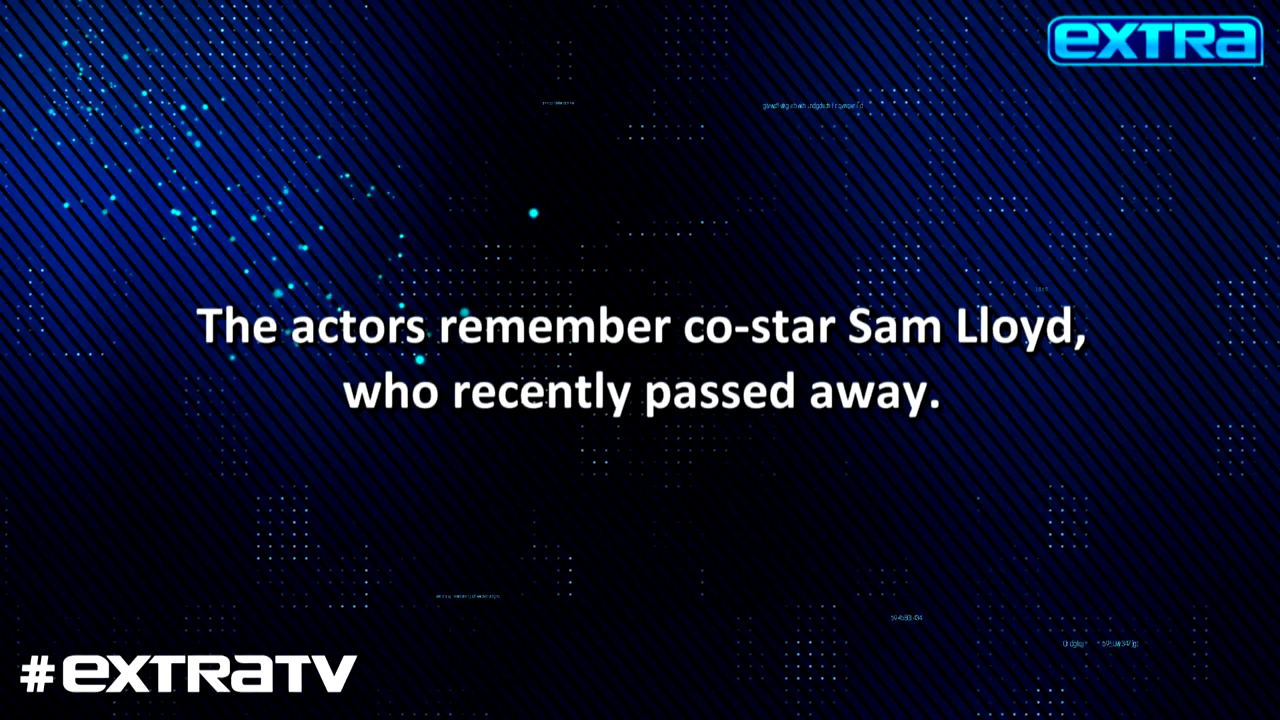 extra
The actors remember co-star Sam Lloyd,
who recently passed away.
#extratv